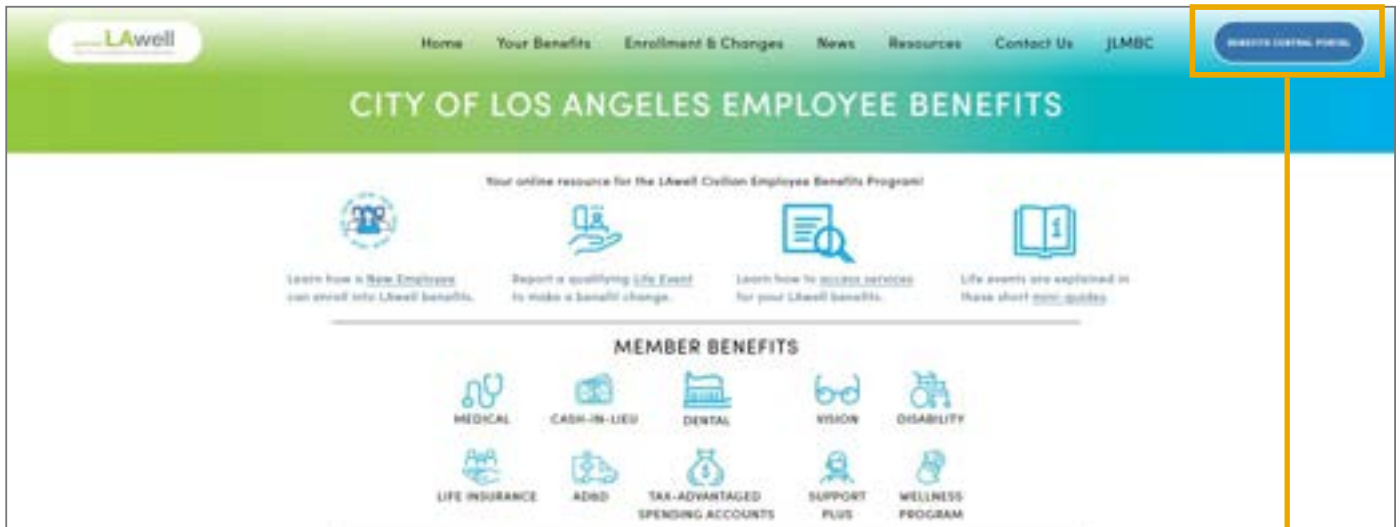 LAwell
Home Your Benefits Enrollment & Changes News Resources Contact Us JLMBC
BENEFITS CENTRAL PORTAL
CITY OF LOS ANGELES EMPLOYEE BENEFITS
Your online resource for the LAwell Civilian Employee Benefits Program!
Learn how a New Employee
can enroll into LAwell benefits.
Report a qualifying Life Event
to make a benefit change.
Learn how to access services
for your LAwell benefits.
Life events are explained in
these short mini guides.
MEMBER BENEFITS
MEDICAL CASH-IN-LIEU DENTAL VISION DISABILITY
LIFE INSURANCE AD&D TAX-ADVANTAGED SUPPORT WELLNESS
SPENDING ACCOUNTS PLUS PROGRAM